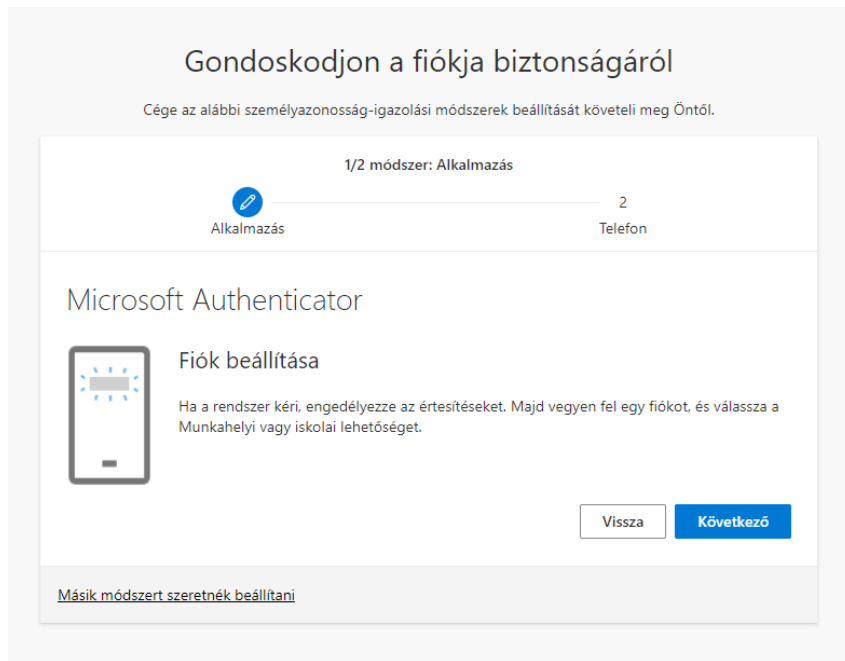 Gondoskodjon a fiókja biztonságáról
Cége az alábbi személyazonosság-igazolási módszerek beállítását követeli meg Öntől.
1/2 módszer: Alkalmazás
2
Alkalmazás
Telefon
Microsoft Authenticator
Fiók beállítása
Ha a rendszer kéri, engedélyezze az értesítéseket. Majd vegyen fel egy fiókot, és válassza a
Munkahelyi vagy iskolai lehetőséget.
Vissza
Következő
Másik módszert szeretnék beállítani